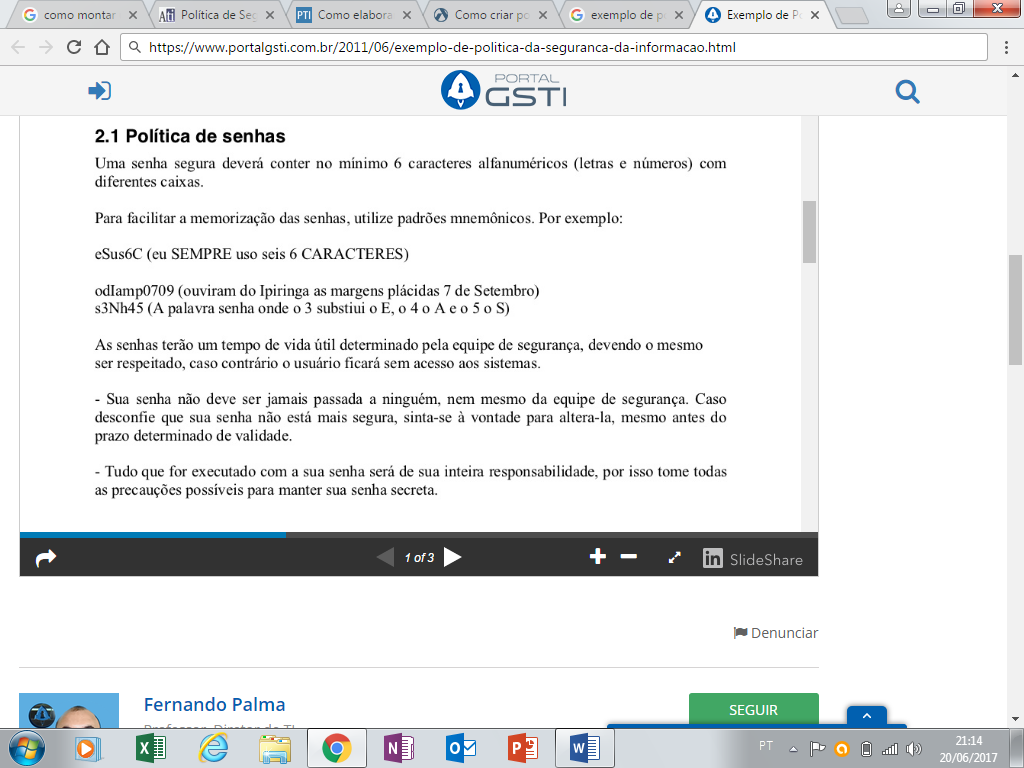 como montar
Política de Seg
Como elabora
Como criar po
exemplo de po
Exemplo de Po
https://www.portalgsti.com.br/2011/06/exemplo-de-politica-da-seguranca-da-informacao.html
PORTAL
GSTI
2.1 Política de senhas
Uma senha segura deverá conter no mínimo 6 caracteres alfanuméricos (letras e números) com
diferentes caixas.
Para facilitar a memorização das senhas, utilize padrões mnemônicos. Por exemplo:
eSus6C (eu SEMPRE uso seis 6 CARACTERES)
odIamp0709 (ouviram do Ipiringa as margens plácidas 7 de Setembro)
s3Nh45 (A palavra senha onde o 3 substiui o E, o 4 o A e o 5 o S)
As senhas terão um tempo de vida útil determinado pela equipe de segurança, devendo o mesmo
ser respeitado, caso contrário o usuário ficará sem acesso aos sistemas.
- Sua senha não deve ser jamais passada a ninguém, nem mesmo da equipe de segurança. Caso
desconfie que sua senha não está mais segura, sinta-se à vontade para altera-la, mesmo antes do
prazo determinado de validade.
- Tudo que for executado com a sua senha será de sua inteira responsabilidade, por isso tome todas
as precauções possíveis para manter sua senha secreta.
1 of 3
SlideShare
Denunciar
Fernando Palma
SEGUIR
Professor, Diretor de TI
PT
21:14
20/06/2017